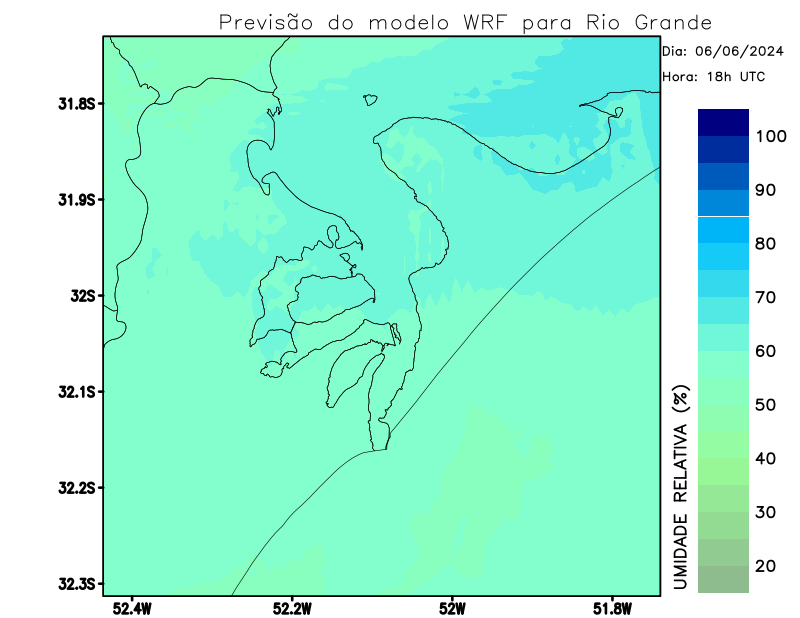 Previsão do modelo WRF para Rio Grande
Dia: 06/06/2024
Hora: 18h UTC
31.8S
31.9S
32S
32.1S
32.2S
32.3S
52.4W
52.2W
52W
51.8W
UMIDADE RELATIVA (%)
100
90
80
70
60
50
40
30
20